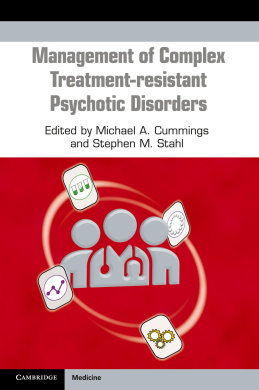 Management of Complex
Treatment-resistant
Psychotic Disorders
Edited by Michael A. Cummings
and Stephen M. Stahl
CAMBRIDGE
Medicine